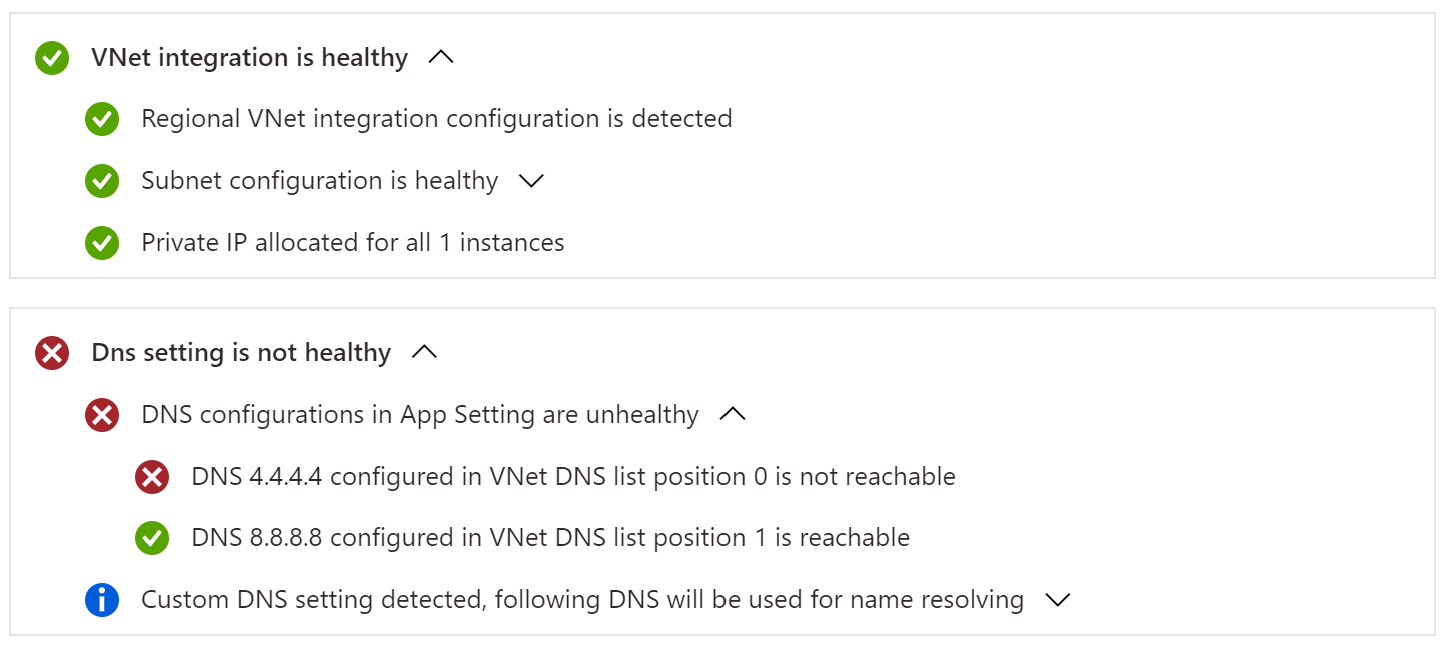 VNet integration is healthy
Regional VNet integration configuration is detected
Subnet configuration is healthy
Private IP allocated for all 1 instances
Dns setting is not healthy
DNS configurations in App Setting are unhealthy
DNS 4.4.4.4 configured in VNet DNS list position 0 is not reachable
DNS 8.8.8.8 configured in VNet DNS list position 1 is reachable
Custom DNS setting detected, following DNS will be used for name resolving